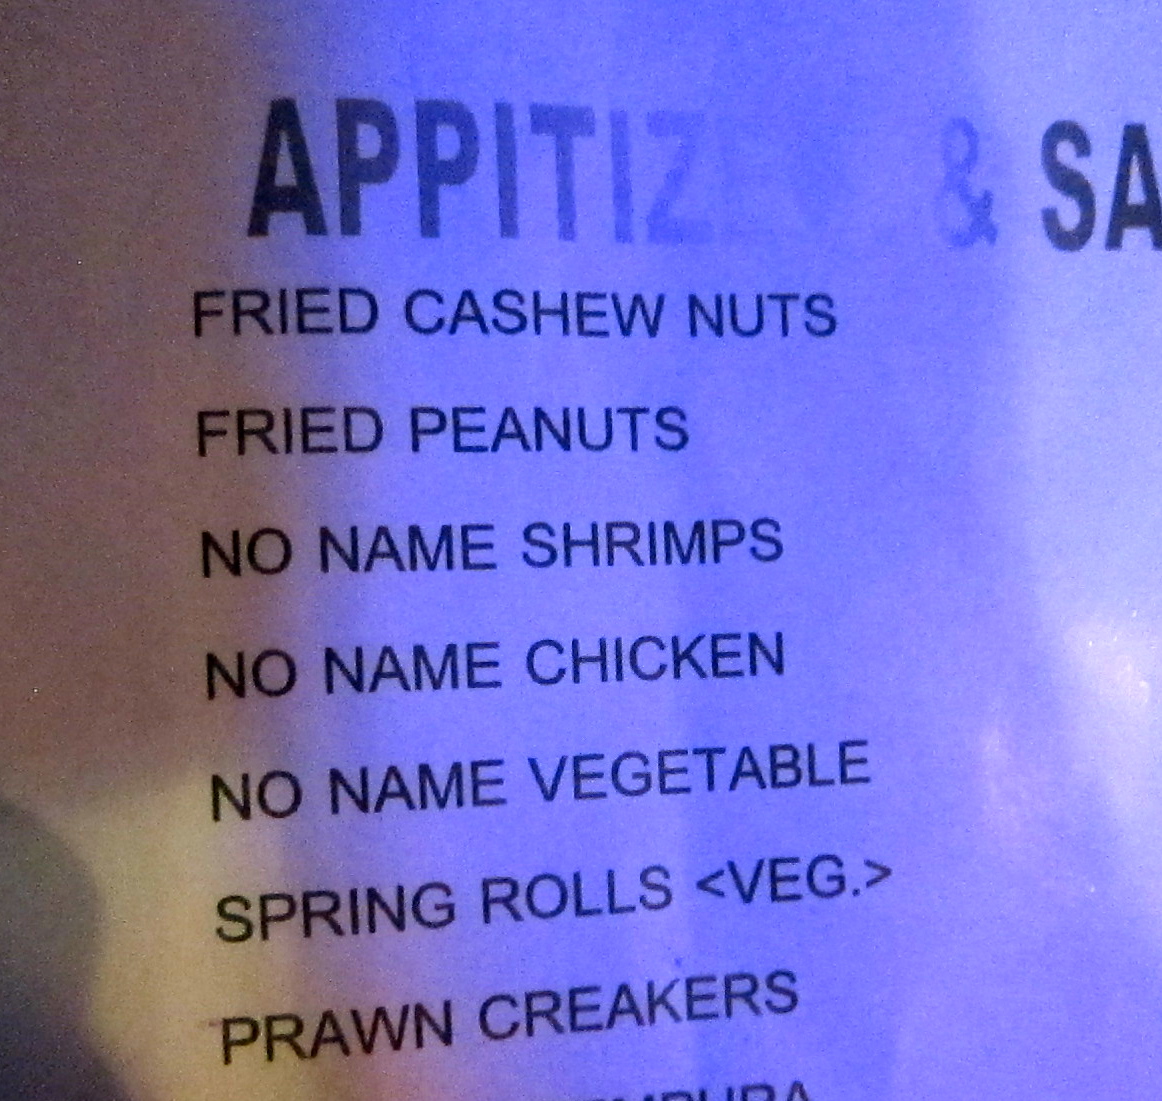 APPITIZ & SA
FRIED CASHEW NUTS
FRIED PEANUTS
NO NAME SHRIMPS
NO NAME CHICKEN
NO NAME VEGETABLE
SPRING ROLLS <VEG.>
PRAWN CREAKERS